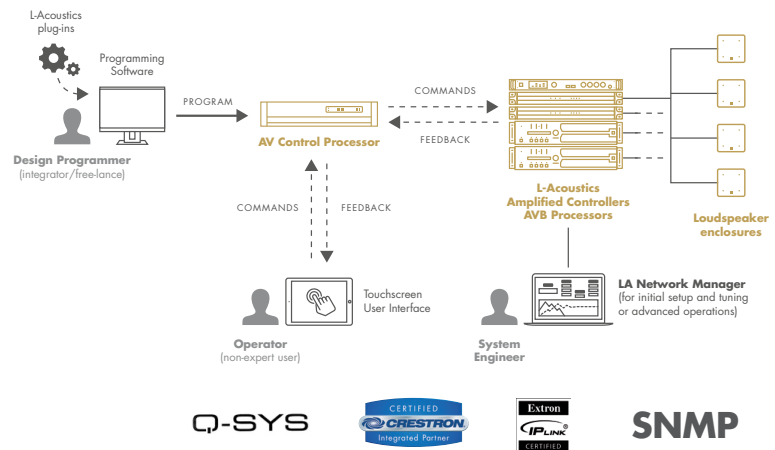 L-Acoustics
plug-ins
Programming
Software
PROGRAM
Design Programmer
(integrator/free-lance)
AV Control Processor
COMMANDS
FEEDBACK
COMMANDS
FEEDBACK
L-Acoustics
Amplified Controllers
AVB Processors
Loudspeaker
enclosures
Touchscreen
User Interface
Operator
(non-expert user)
LA Network Manager
(for initial setup and tuning
or advanced operations)
System
Engineer
Q-SYS
CERTIFIED
CRESTRON
Integrated Partner
Extron
IPLINK
CERTIFIED
SNMP